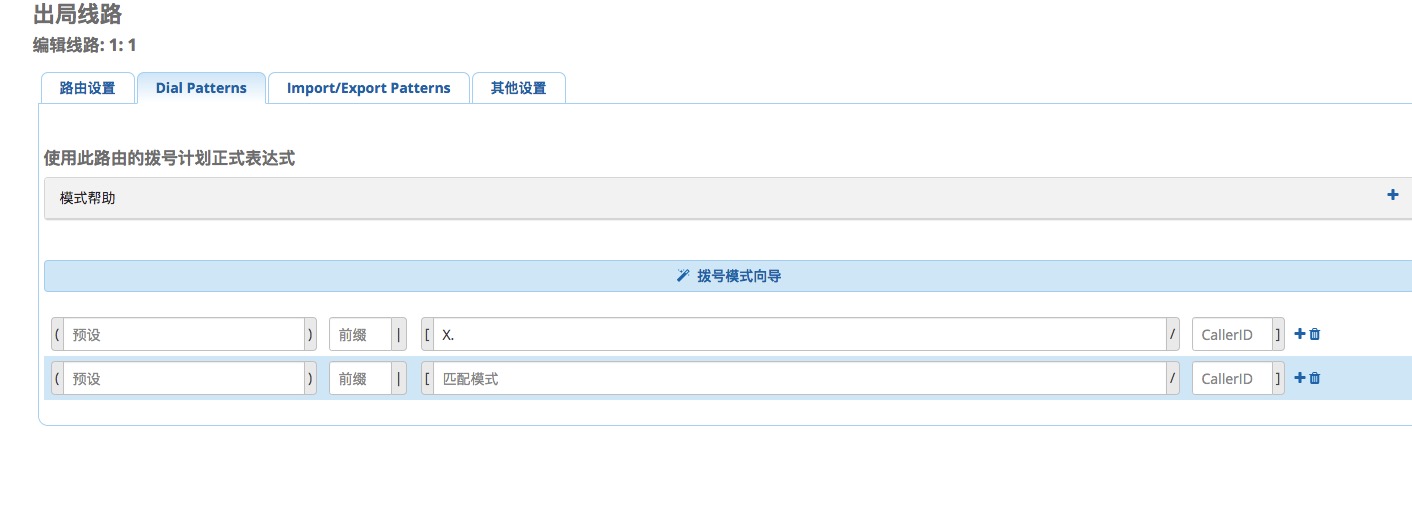 出局线路
编辑线路: 1: 1
路由设置 Dial Patterns Import/Export Patterns 其他设置
使用此路由的拨号计划正式表达式
模式帮助
拨号模式向导
( 预设 ) 前缀 | [ X. / CallerID ]
( 预设 ) 前缀 | [ 匹配模式 / CallerID ]